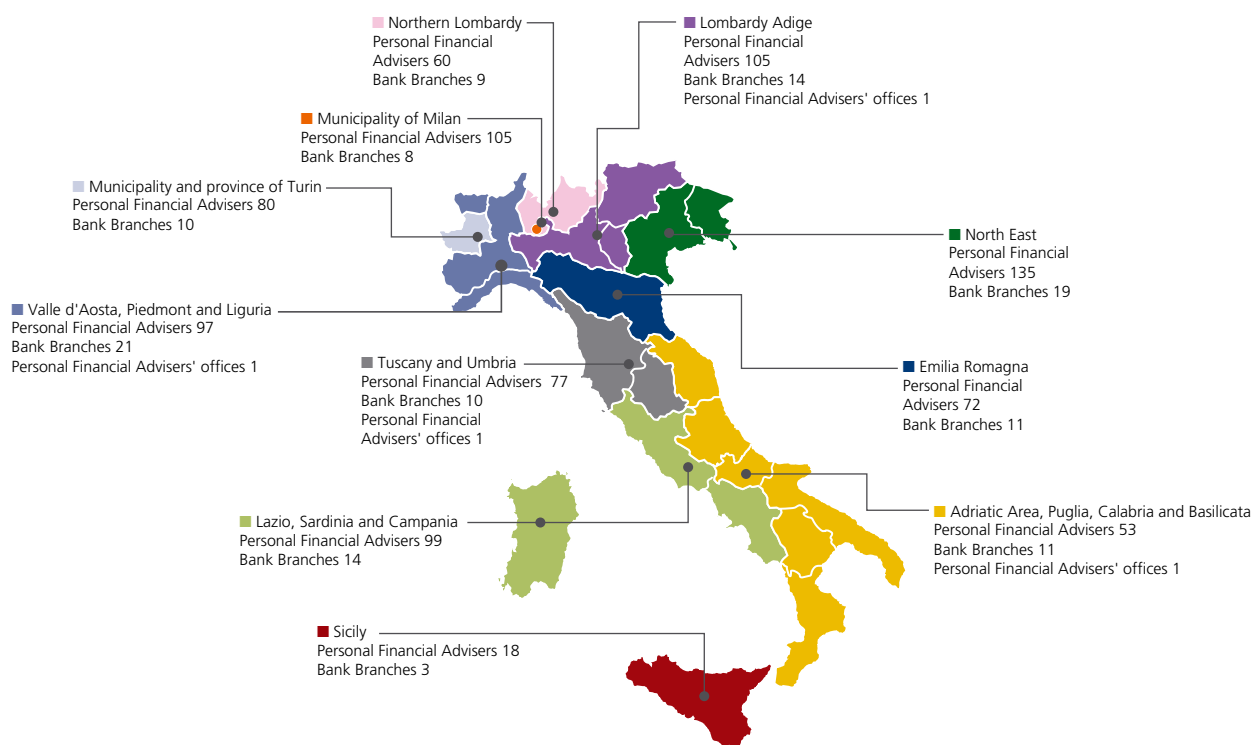 Northern Lombardy
Personal Financial
Advisers 60
Bank Branches 9
Lombardy Adige
Personal Financial
Advisers 105
Bank Branches 14
Personal Financial Advisers' offices 1
Municipality of Milan
Personal Financial Advisers 105
Bank Branches 8
Municipality and province of Turin
Personal Financial Advisers 80
Bank Branches 10
North East
Personal Financial
Advisers 135
Bank Branches 19
Valle d'Aosta, Piedmont and Liguria
Personal Financial Advisers 97
Bank Branches 21
Personal Financial Advisers' offices 1
Tuscany and Umbria
Personal Financial Advisers 77
Bank Branches 10
Personal Financial
Advisers' offices 1
Emilia Romagna
Personal Financial
Advisers 72
Bank Branches 11
Lazio, Sardinia and Campania
Personal Financial Advisers 99
Bank Branches 14
Adriatic Area, Puglia, Calabria and Basilicata
Personal Financial Advisers 53
Bank Branches 11
Personal Financial Advisers' offices 1
Sicily
Personal Financial Advisers 18
Bank Branches 3